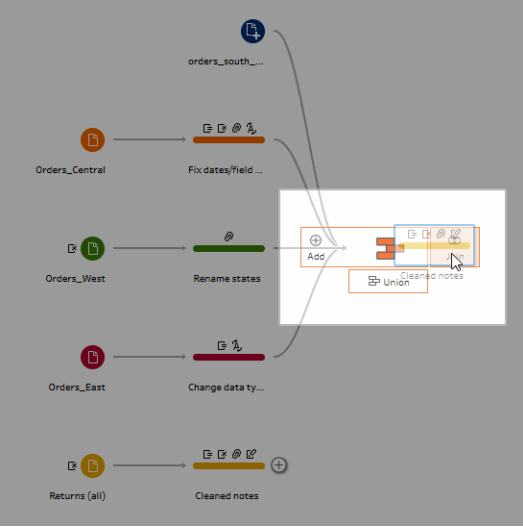 orders_south_...
Orders_Central
Fix dates/field ...
Add
Join
Cleaned notes
Union
Orders_West
Rename states
Orders_East
Change data ty...
Returns (all)
Cleaned notes